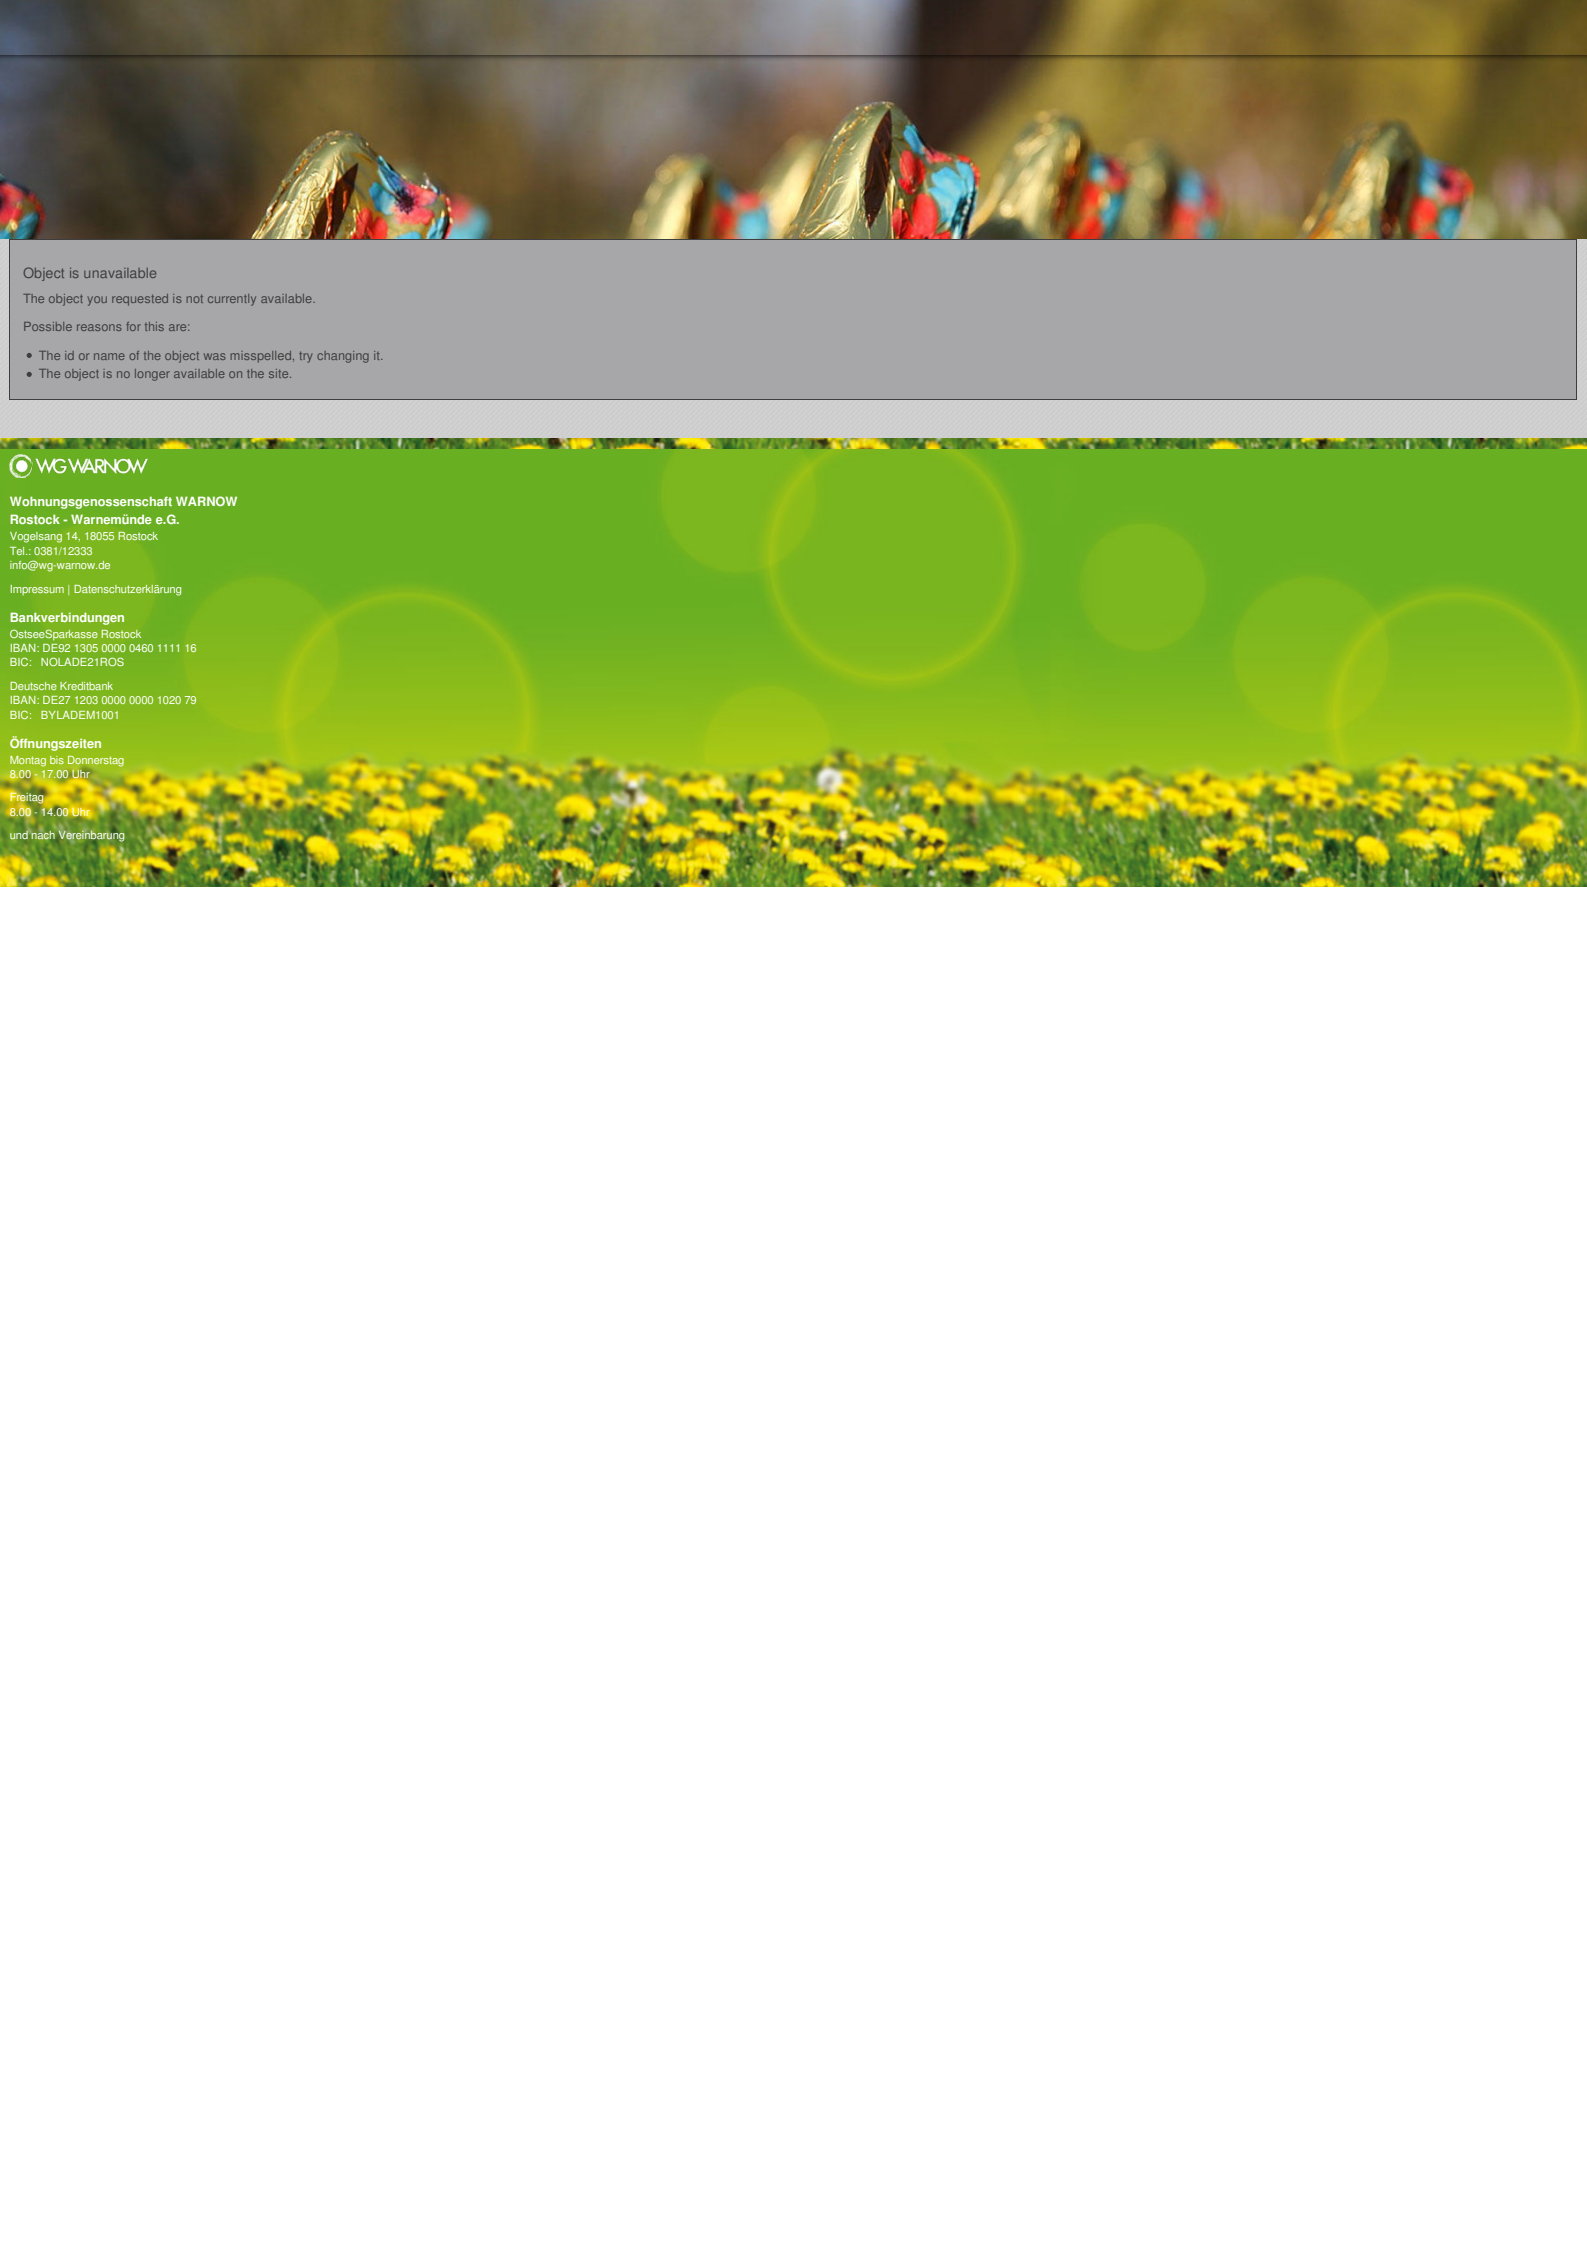 Object is unavailable
The object you requested is not currently available.
Possible reasons for this are:
The id or name of the object was misspelled, try changing it.
The object is no longer available on the site.
WG WARNOW
Wohnungsgenossenschaft WARNOW
Rostock - Warnemünde e.G.
Vogelsang 14, 18055 Rostock
Tel.: 0381/12333
info@wg-warnow.de
Impressum | Datenschutzerklärung
Bankverbindungen
OstseeSparkasse Rostock
IBAN: DE92 1305 0000 0460 1111 16
BIC: NOLADE21ROS
Deutsche Kreditbank
IBAN: DE27 1203 0000 0000 1020 79
BIC: BYLADEM1001
Öffnungszeiten
Montag bis Donnerstag
8.00 - 17.00 Uhr
Freitag
8.00 - 14.00 Uhr
und nach Vereinbarung